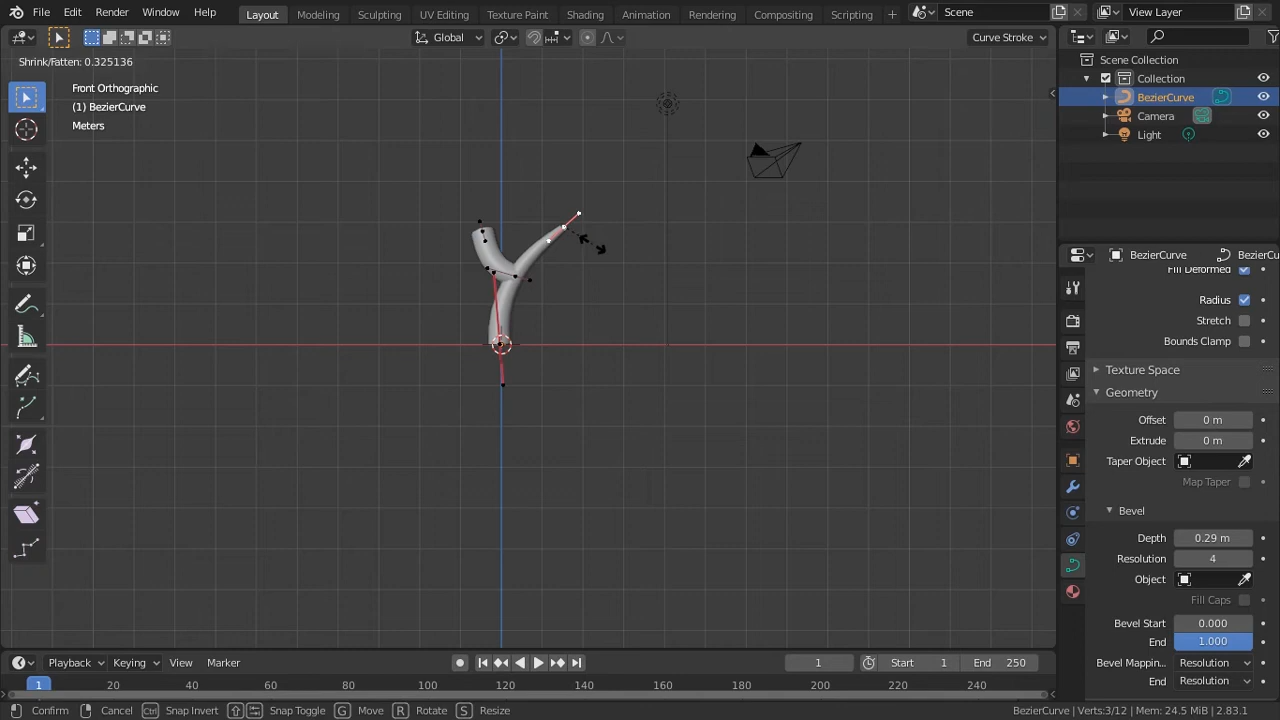 File Edit Render Window Help Layout Modeling Sculpting UV Editing Texture Paint Shading Animation Rendering Compositing Scripting + Scene View Layer
Global Curve Stroke
Shrink/Fatten: 0.325136
Front Orthographic
(1) BezierCurve
Meters
Scene Collection
Collection
BezierCurve
Camera
Light
BezierCurve BezierCu
Fill Deformed
Radius
Stretch
Bounds Clamp
Texture Space
Geometry
Offset 0 m
Extrude 0 m
Taper Object
Map Taper
Bevel
Depth 0.29 m
Resolution 4
Object
Fill Caps
Bevel Start 0.000
End 1.000
Bevel Mappin... Resolution
End Resolution
Playback Keying View Marker 1 Start 1 End 250
1 20 40 60 80 100 120 140 160 180 200 220 240
Confirm Cancel Ctrl Snap Invert Snap Toggle G Move R Rotate S Resize BezierCurve | Verts:3/12 | Mem: 24.5 MiB | 2.83.1